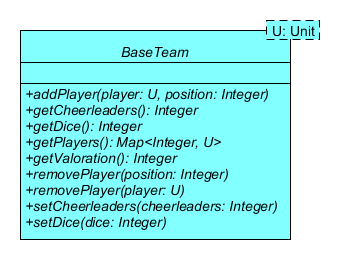 U: Unit
BaseTeam
+addPlayer(player: U, position: Integer)
+getCheerleaders(): Integer
+getDice(): Integer
+getPlayers(): Map<Integer, U>
+getValoration(): Integer
+removePlayer(position: Integer)
+removePlayer(player: U)
+setCheerleaders(cheerleaders: Integer)
+setDice(dice: Integer)